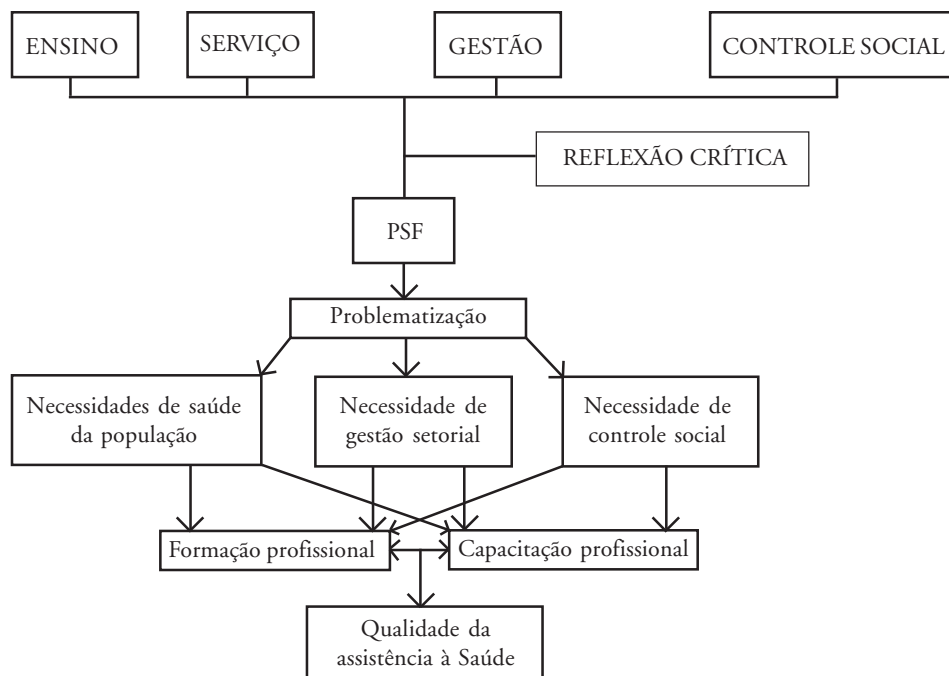 ENSINO
SERVIÇO
GESTÃO
CONTROLE SOCIAL
REFLEXÃO CRÍTICA
PSF
Problematização
Necessidades de saúde
da população
Necessidade de
gestão setorial
Necessidade de
controle social
Formação profissional
Capacitação profissional
Qualidade da
assistência à Saúde